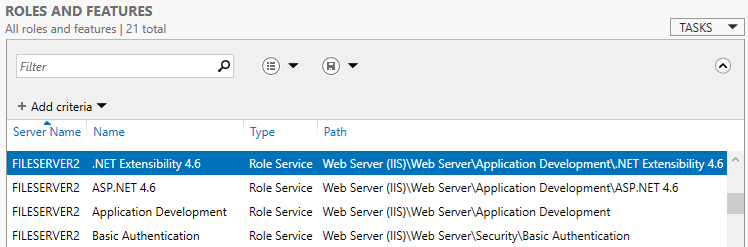 ROLES AND FEATURES
All roles and features | 21 total
TASKS
Filter
Add criteria
Server Name Name Type Path
FILESERVER2 .NET Extensibility 4.6 Role Service Web Server (IIS)\Web Server\Application Development\.NET Extensibility 4.6
FILESERVER2 ASP.NET 4.6 Role Service Web Server (IIS)\Web Server\Application Development\ASP.NET 4.6
FILESERVER2 Application Development Role Service Web Server (IIS)\Web Server\Application Development
FILESERVER2 Basic Authentication Role Service Web Server (IIS)\Web Server\Security\Basic Authentication